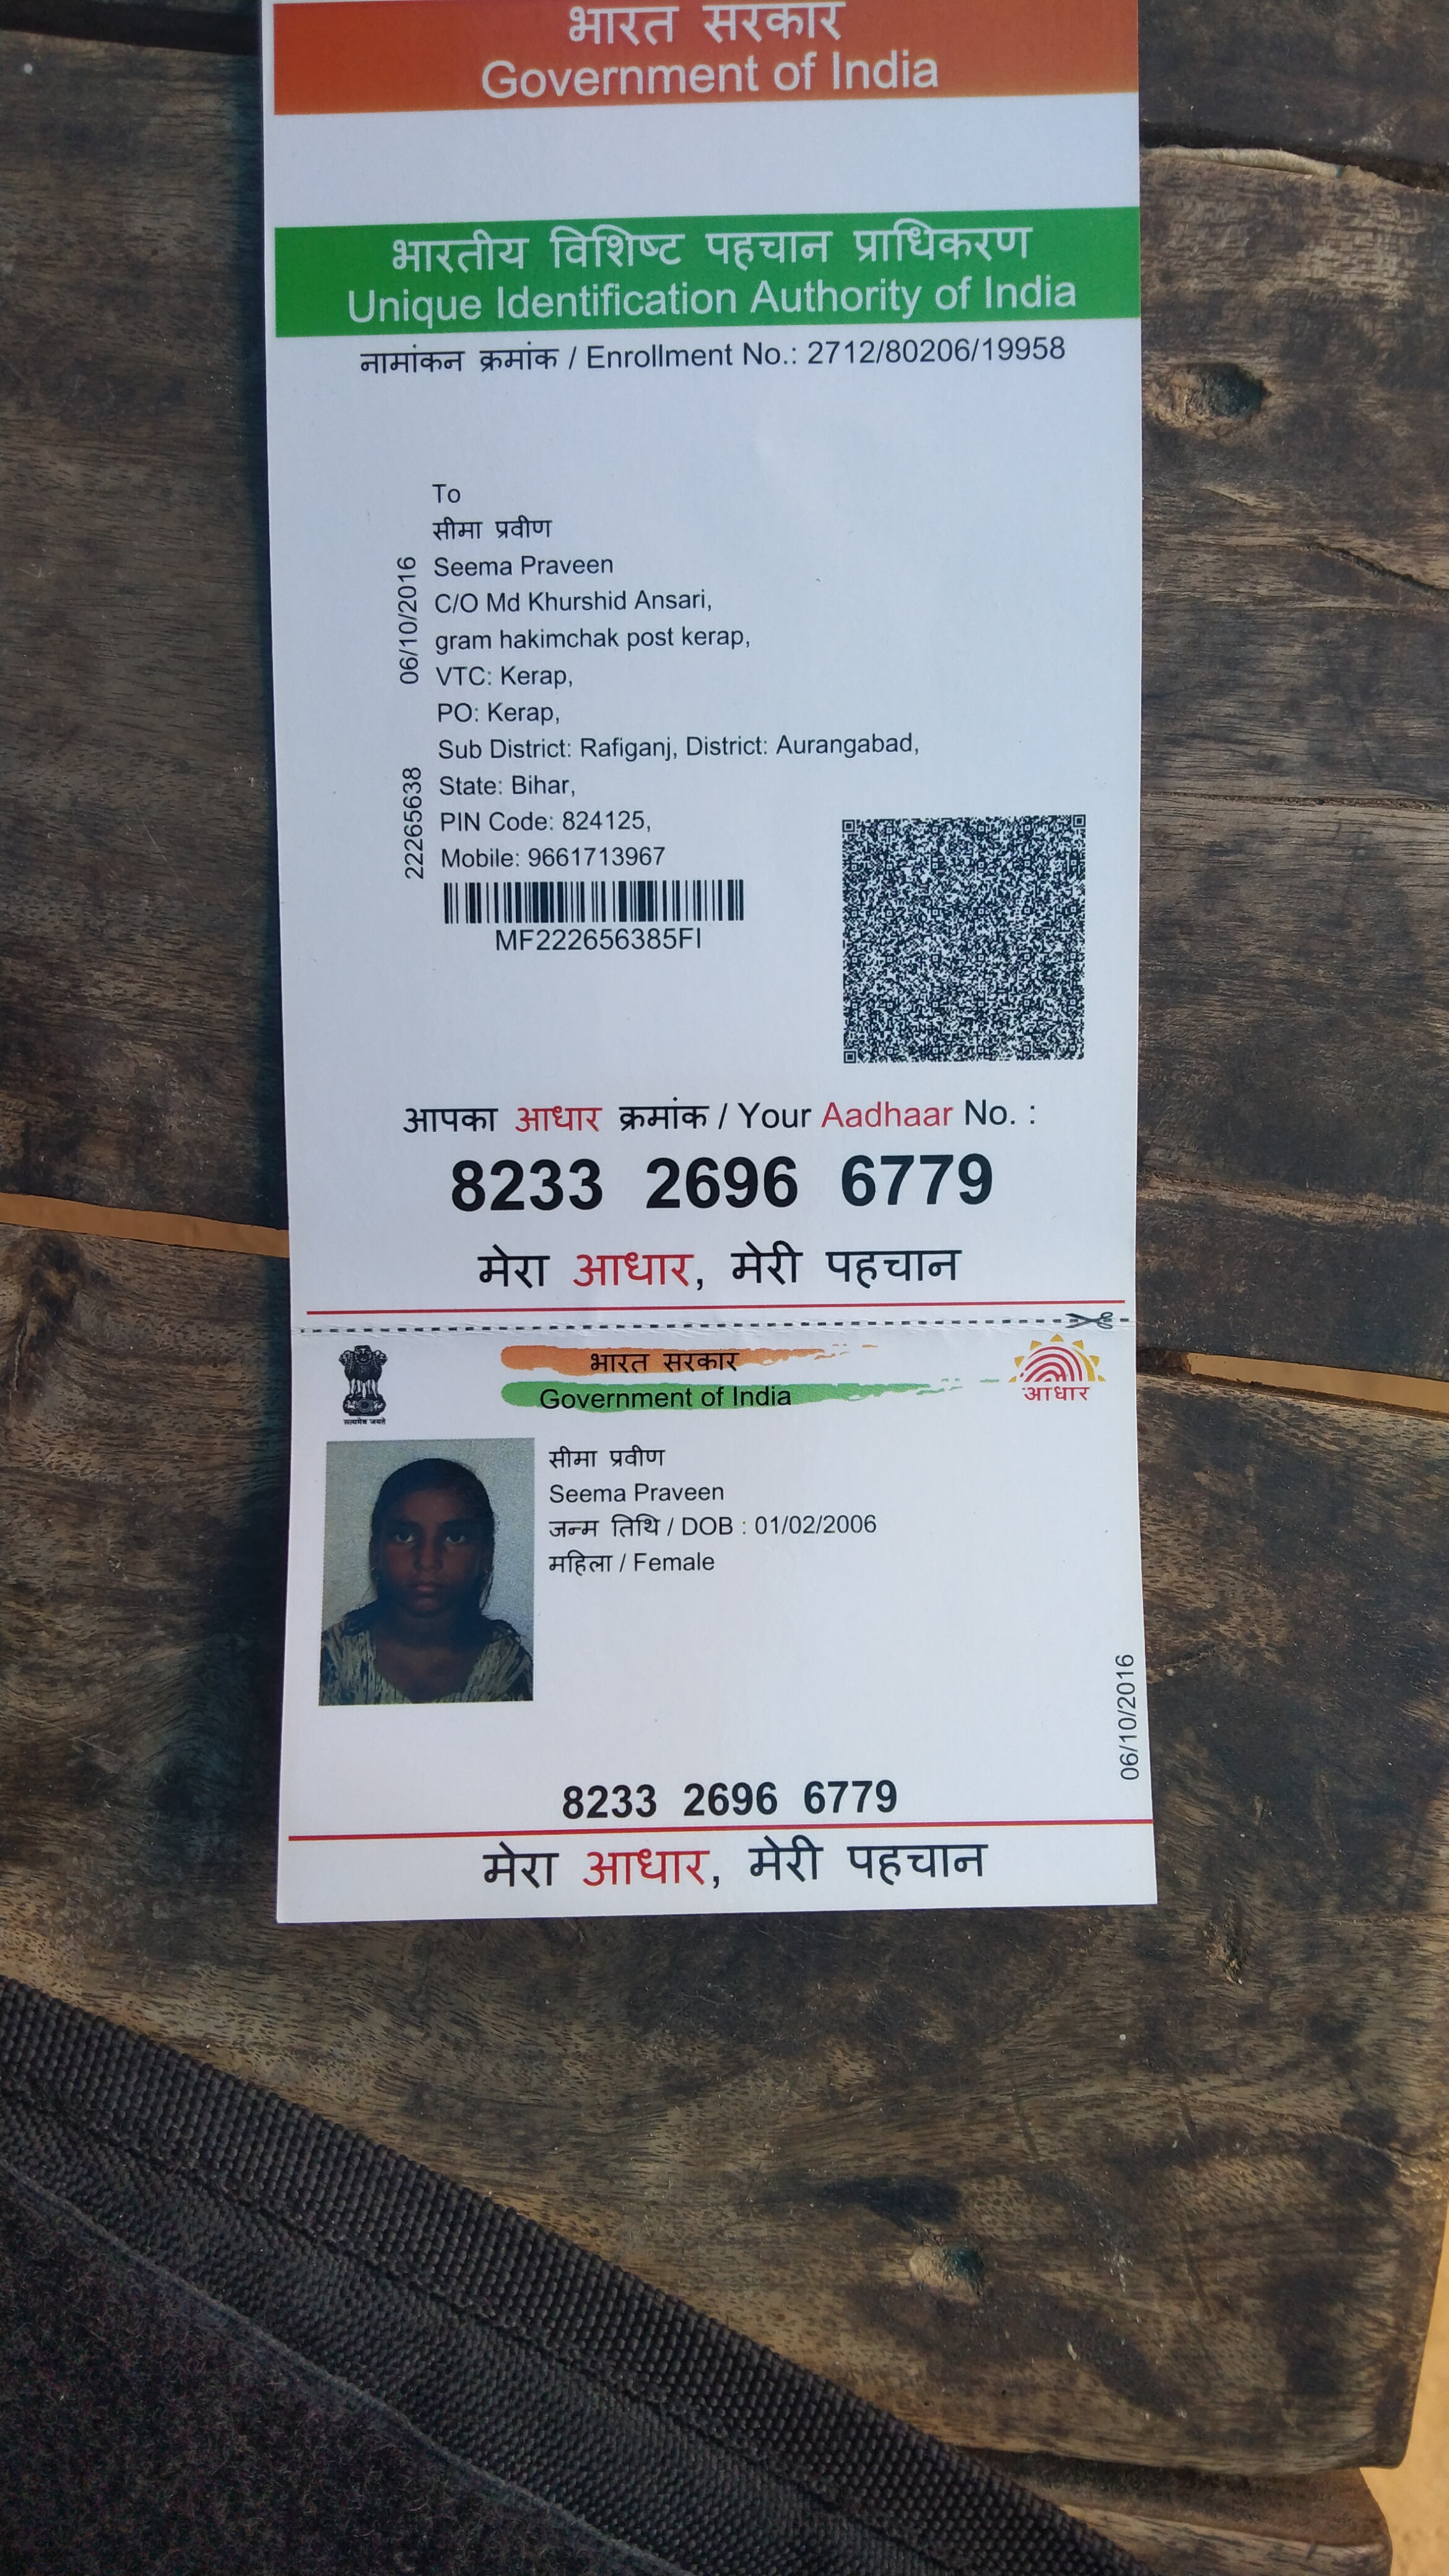 भारत सरकार
Government of India
भारतीय विशिष्ट पहचान प्राधिकरण
Unique Identification Authority of India
नामांकन क्रमांक / Enrollment No.: 2712/80206/19958
To
सीमा प्रवीण
Seema Praveen
C/O Md Khurshid Ansari,
gram hakimchak post kerap,
VTC: Kerap,
PO: Kerap,
Sub District: Rafiganj, District: Aurangabad,
State: Bihar,
PIN Code: 824125,
Mobile: 9661713967
06/10/2016
22265638
MF222656385FI
आपका आधार क्रमांक / Your Aadhaar No. :
8233 2696 6779
मेरा आधार, मेरी पहचान
भारत सरकार
Government of India
सत्यमेव जयते
आधार
सीमा प्रवीण
Seema Praveen
जन्म तिथि / DOB : 01/02/2006
महिला / Female
06/10/2016
8233 2696 6779
मेरा आधार, मेरी पहचान